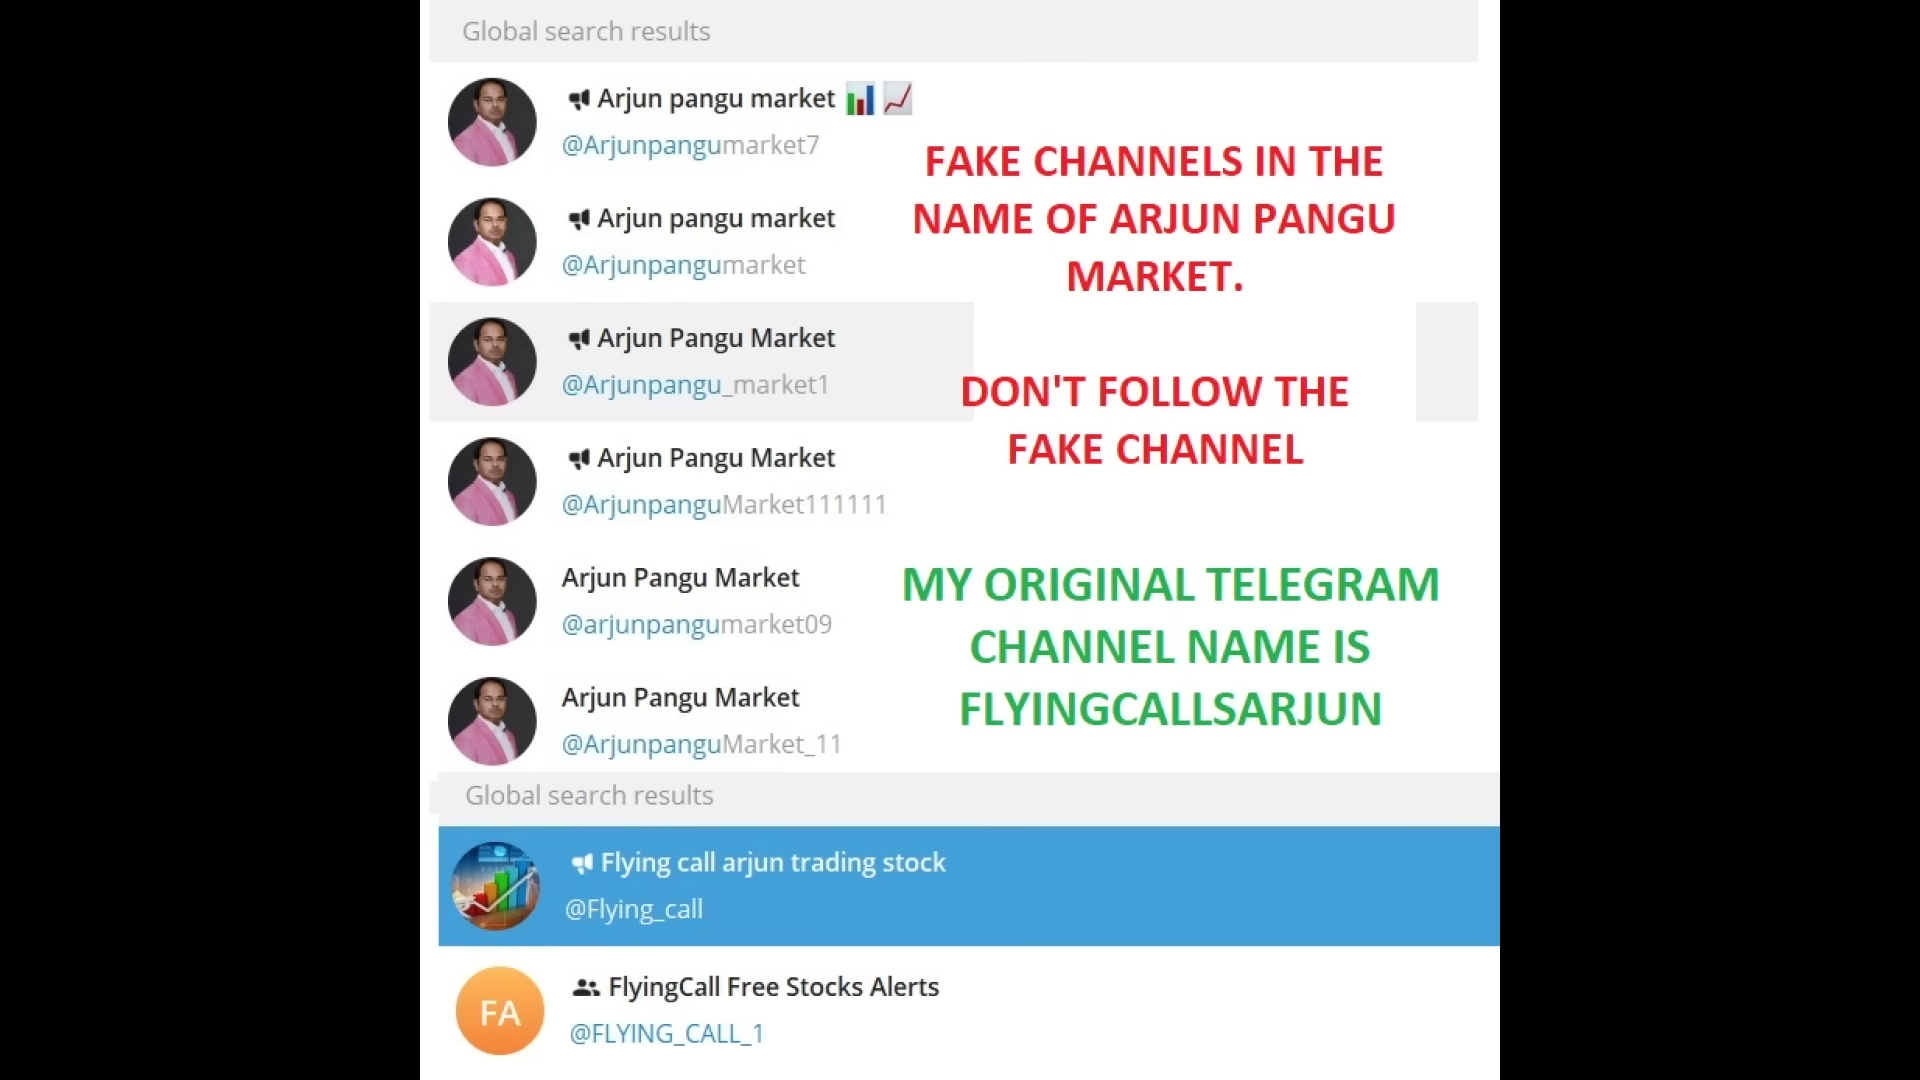 Global search results
Arjun pangu market
@Arjunpangumarket7
Arjun pangu market
@Arjunpangumarket
Arjun Pangu Market
@Arjunpangu_market1
Arjun Pangu Market
@ArjunpanguMarket111111
Arjun Pangu Market
@arjunpangumarket09
Arjun Pangu Market
@ArjunpanguMarket_11
FAKE CHANNELS IN THE
NAME OF ARJUN PANGU
MARKET.
DON'T FOLLOW THE
FAKE CHANNEL
MY ORIGINAL TELEGRAM
CHANNEL NAME IS
FLYINGCALLSARJUN
Global search results
Flying call arjun trading stock
@Flying_call
FA
FlyingCall Free Stocks Alerts
@FLYING_CALL_1